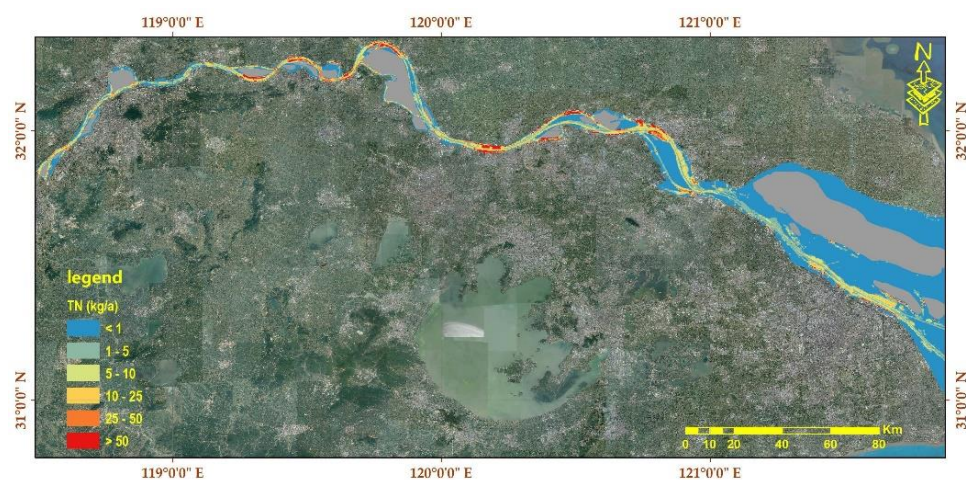 119°0'0" E 120°0'0" E 121°0'0" E
N
32°0'0" N 32°0'0" N
legend
TN (kg/a)
< 1
1 - 5
5 - 10
10 - 25
25 - 50
> 50
31°0'0" N 31°0'0" N
Km
0 10 20 40 60 80
119°0'0" E 120°0'0" E 121°0'0" E